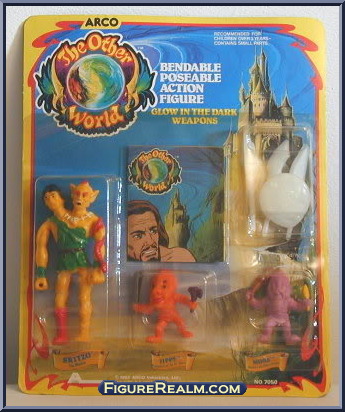 ARCO
The Other
World
RECOMMENDED FOR
CHILDREN OVER 3 YEARS-
CONTAINS SMALL PARTS.
BENDABLE
POSEABLE
ACTION
FIGURE
GLOW IN THE DARK
WEAPONS
The Other
World
NO. 7050
FIGUREREALM.COM